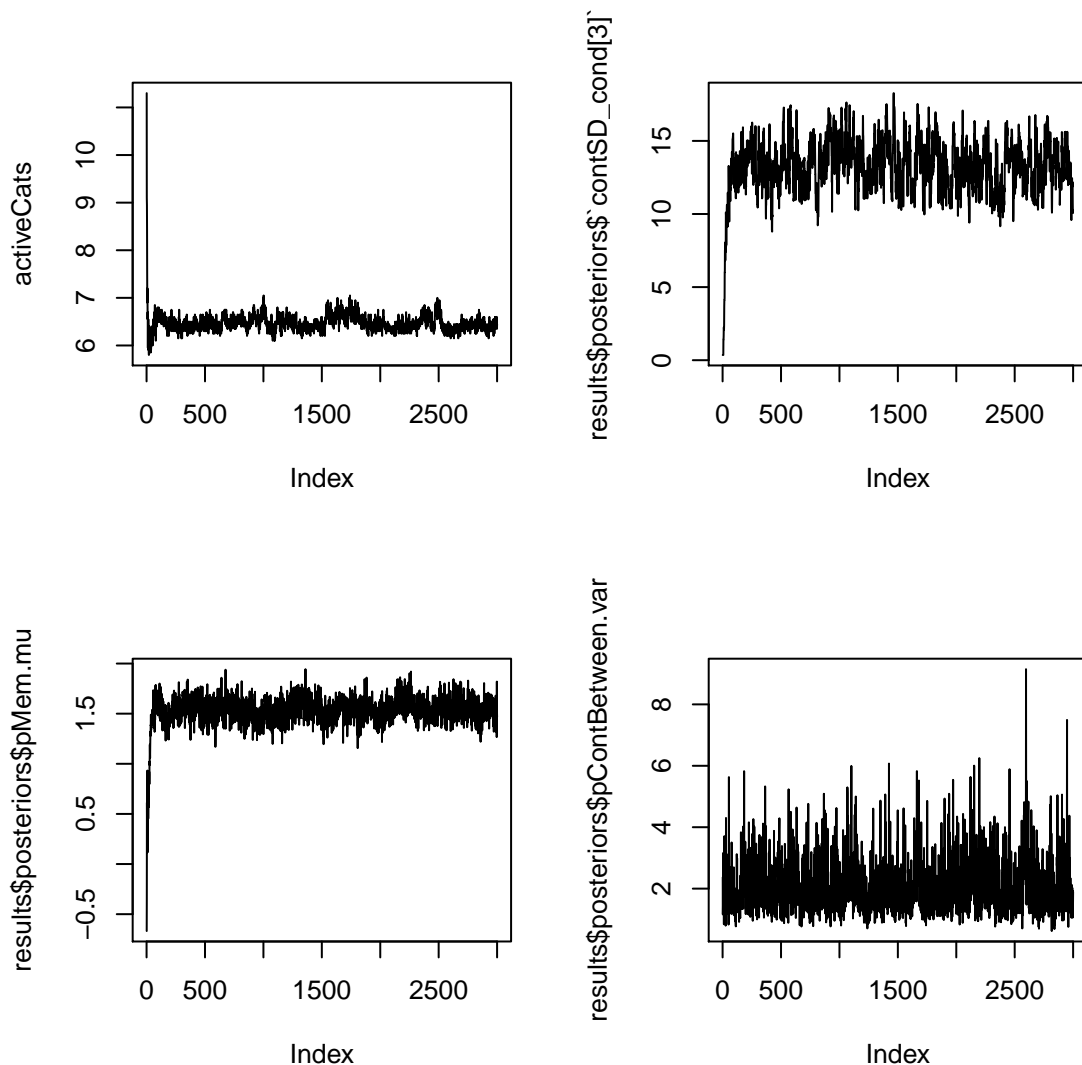 activeCats
10
9
8
7
6
0 500 1500 2500
Index
results$posteriors$`contSD_cond[3]`
15
10
5
0
0 500 1500 2500
Index
results$posteriors$pMem.mu
1.5
0.5
−0.5
0 500 1500 2500
Index
results$posteriors$pContBetween.var
8
6
4
2
0 500 1500 2500
Index